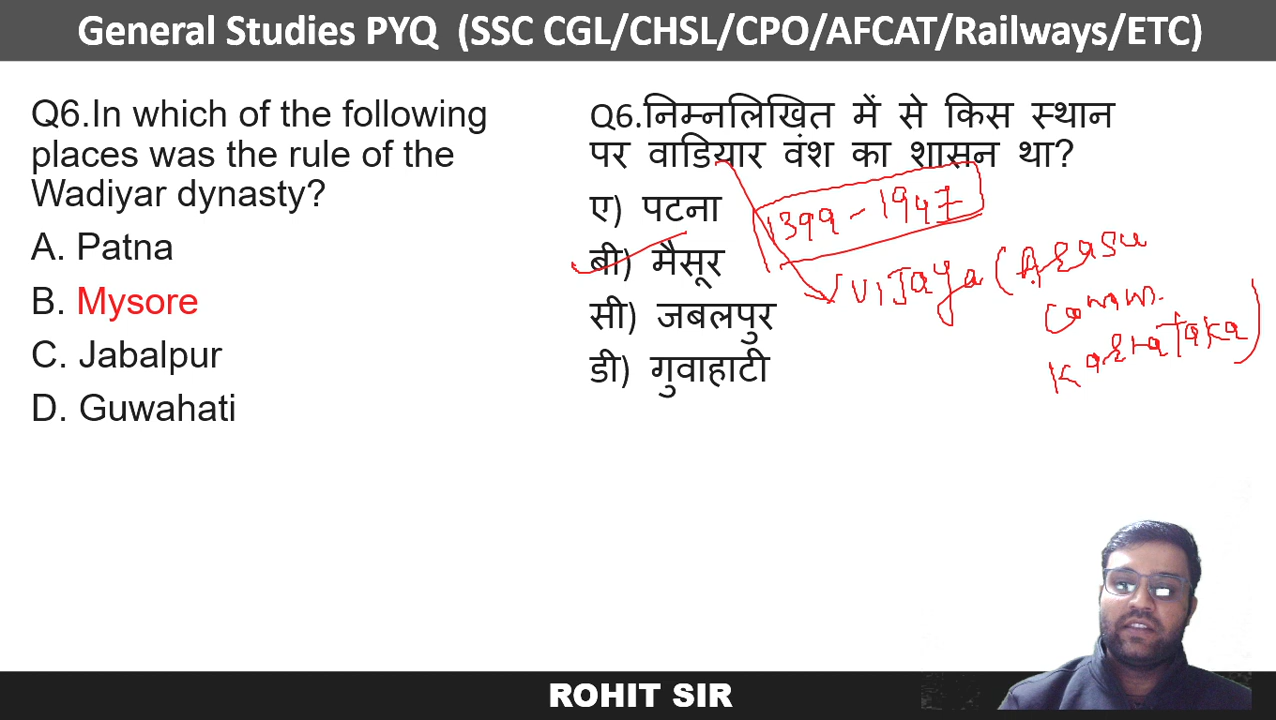 General Studies PYQ (SSC CGL/CHSL/CPO/AFCAT/Railways/ETC)
Q6.In which of the following
places was the rule of the
Wadiyar dynasty?
A. Patna
B. Mysore
C. Jabalpur
D. Guwahati
Q6.निम्नलिखित में से किस स्थान
पर वाडियार वंश का शासन था?
ए) पटना
बी) मैसूर
सी) जबलपुर
डी) गुवाहाटी
1399-1947
VIJaya (Arasu
Comm.
KarnaTaKa)
ROHIT SIR